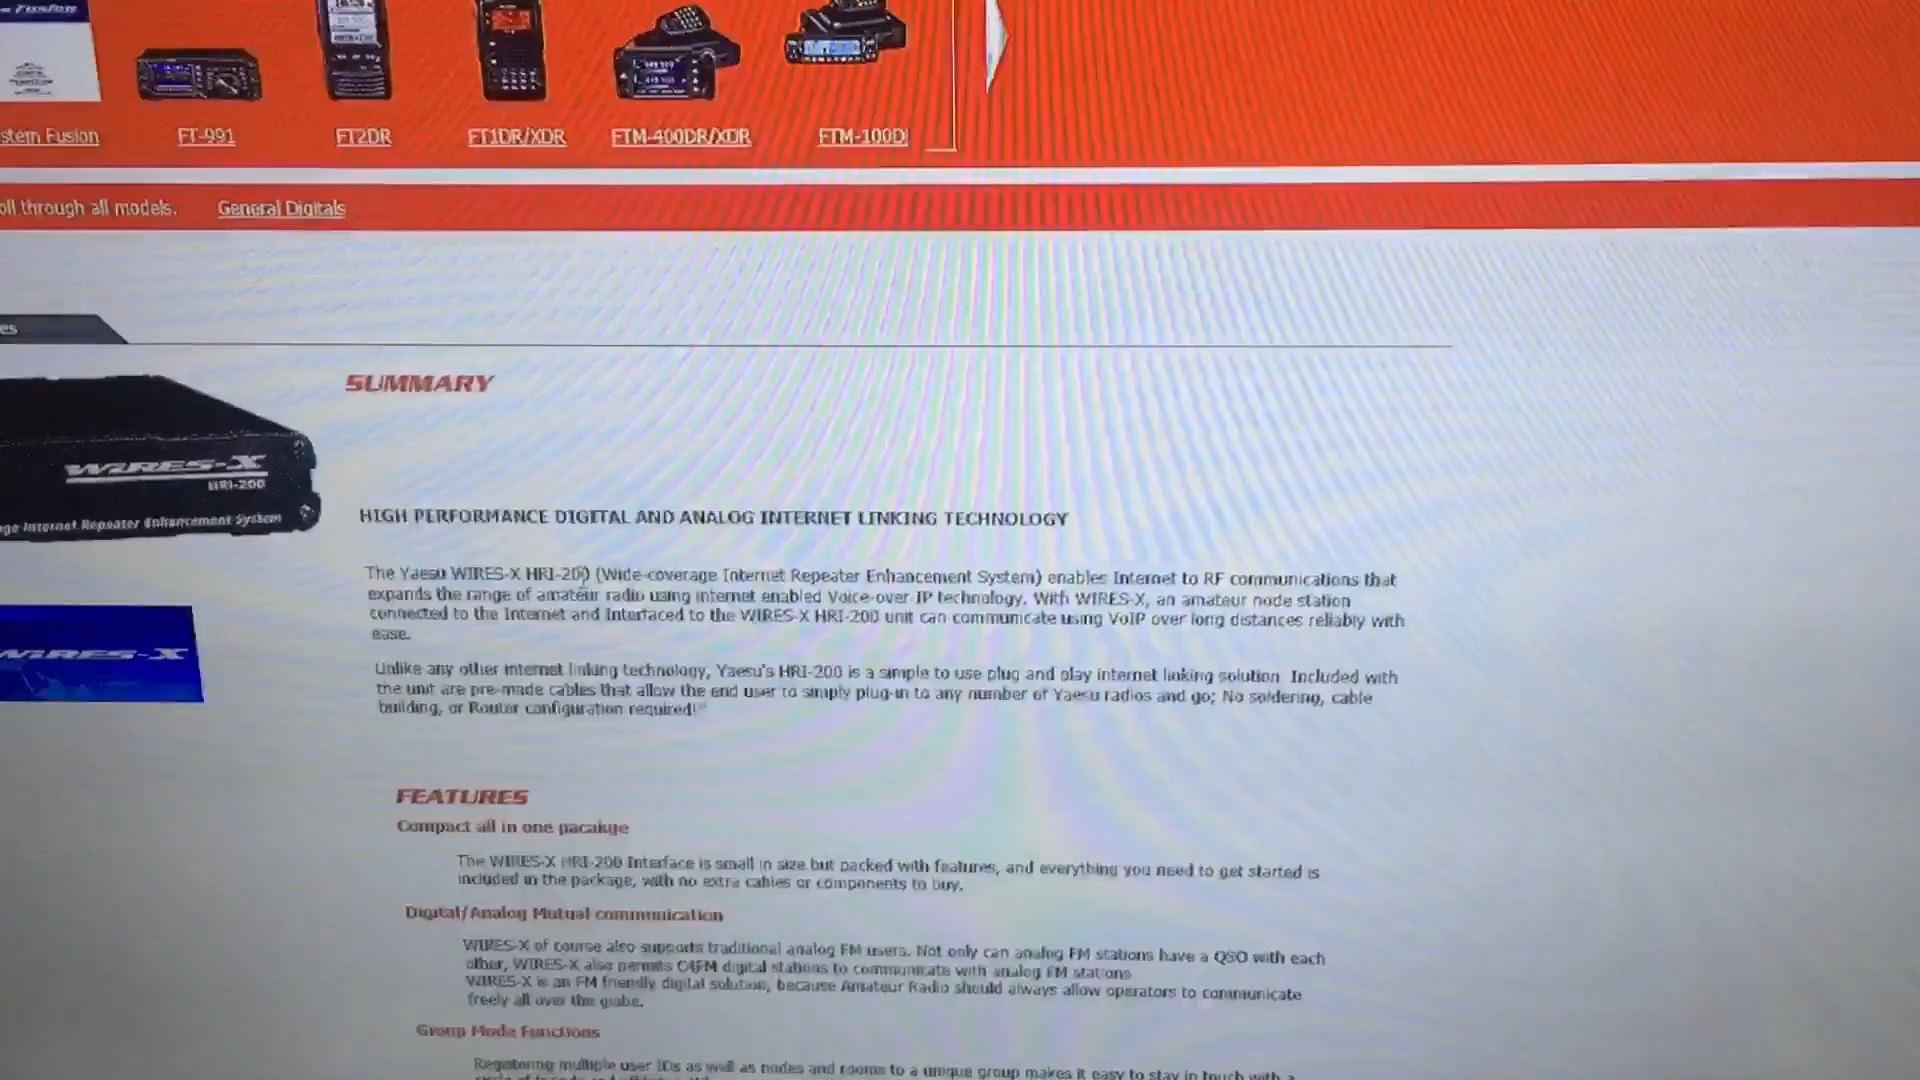 Fusion
stem Fusion
FT-991
FT2DR
FT1DR/XDR
FTM-400DR/XDR
FTM-100D
oll through all models.
General Digitals
es
SUMMARY
WIRES-X
HRI-200
ge Internet Repeater Enhancement System
HIGH PERFORMANCE DIGITAL AND ANALOG INTERNET LINKING TECHNOLOGY
The Yaesu WIRES-X HRI-200 (Wide-coverage Internet Repeater Enhancement System) enables Internet to RF communications that
expands the range of amateur radio using internet enabled Voice-over IP technology. With WIRES-X, an amateur node station
connected to the Internet and Interfaced to the WIRES-X HRI-200 unit can communicate using VoIP over long distances reliably with
ease.
WIRES-X
Unlike any other internet linking technology, Yaesu's HRI-200 is a simple to use plug and play internet linking solution. Included with
the unit are pre-made cables that allow the end user to simply plug-in to any number of Yaesu radios and go; No soldering, cable
building, or Router configuration required!*
FEATURES
Compact all in one pacakge
The WIRES-X HRI-200 Interface is small in size but packed with features, and everything you need to get started is
included in the package, with no extra cables or components to buy.
Digital/Analog Mutual communication
WIRES-X of course also supports traditional analog FM users. Not only can analog FM stations have a QSO with each
other, WIRES-X also permits C4FM digital stations to communicate with analog FM stations
WIRES-X is an FM friendly digital solution, because Amateur Radio should always allow operators to communicate
freely all over the globe.
Group Mode Functions
Registering multiple user IDs as well as nodes and rooms to a unique group makes it easy to stay in touch with a